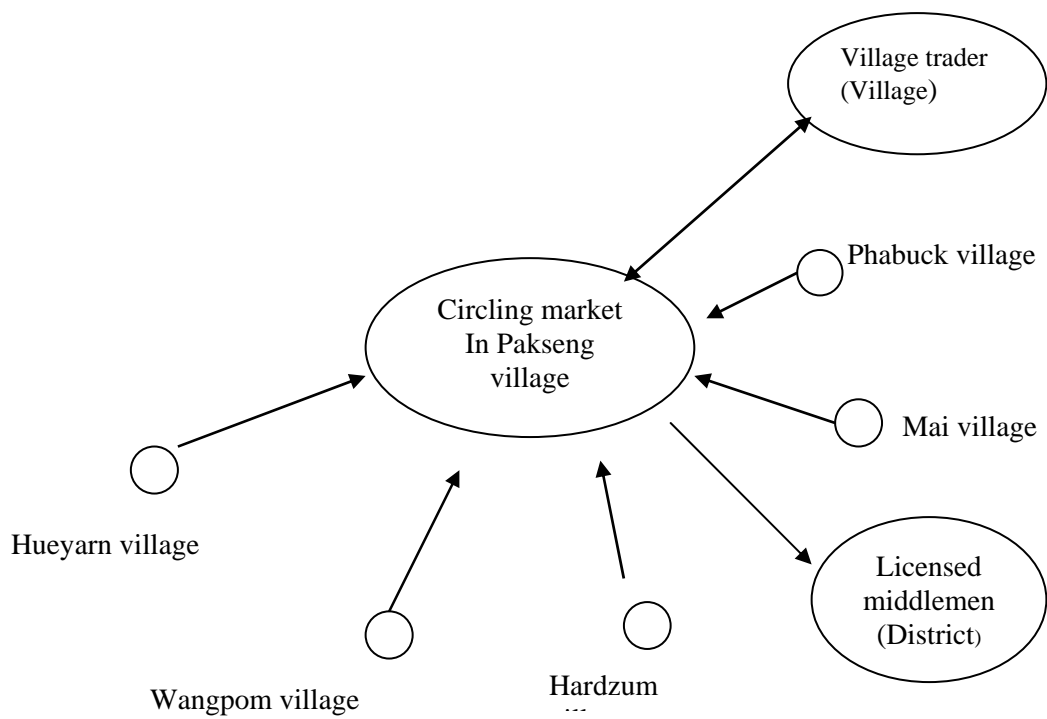 Village trader
(Village)
Phabuck village
Circling market
In Pakseng
village
Mai village
Hueyarn village
Licensed
middlemen
(District)
Wangpom village
Hardzum